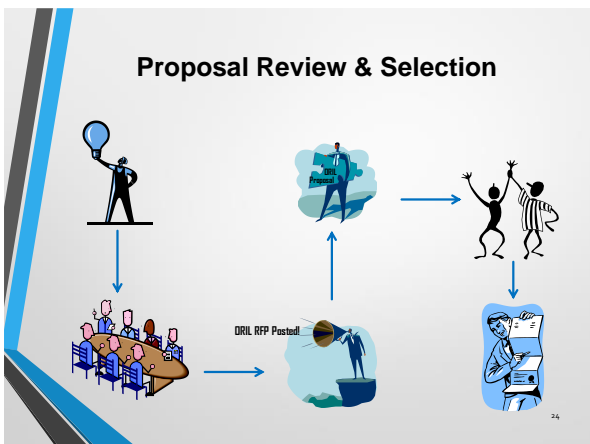 Proposal Review & Selection
ORIL
Proposal
ORIL RFP Posted!
24